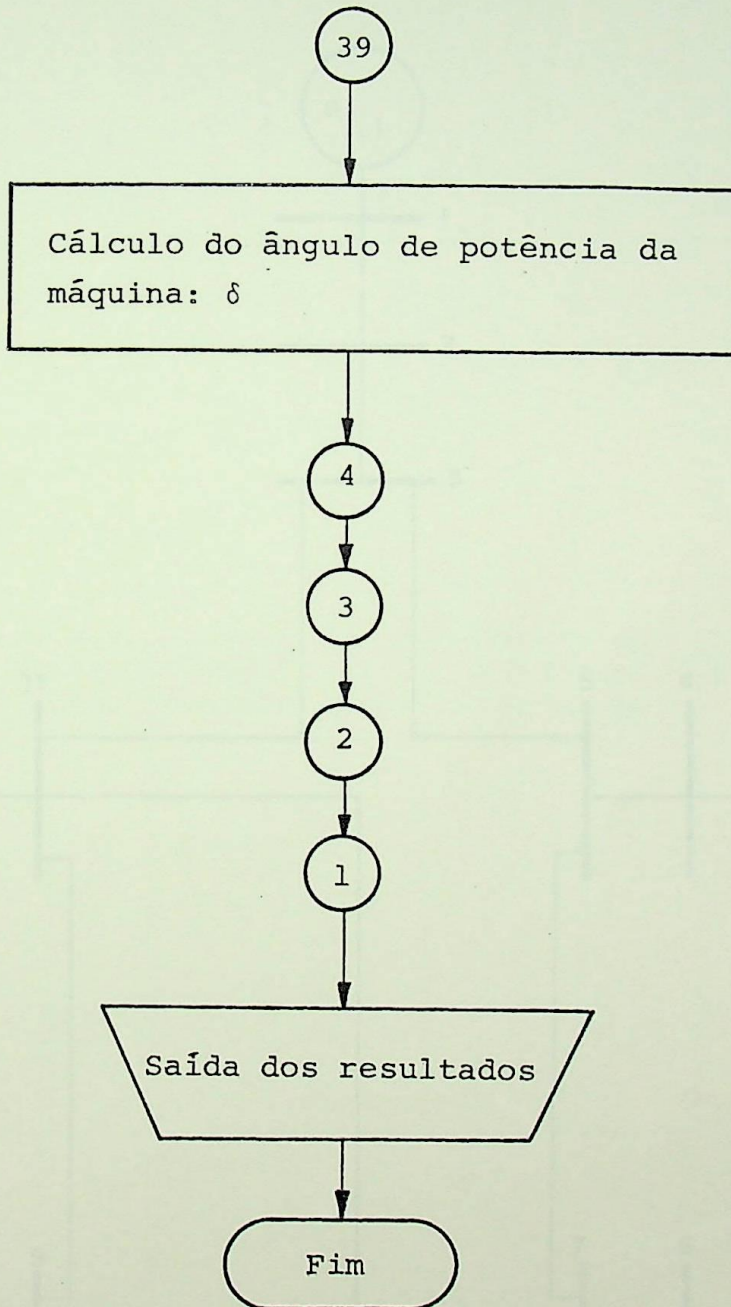 39
Cálculo do ângulo de potência da
máquina: δ
4
3
2
1
Saída dos resultados
Fim